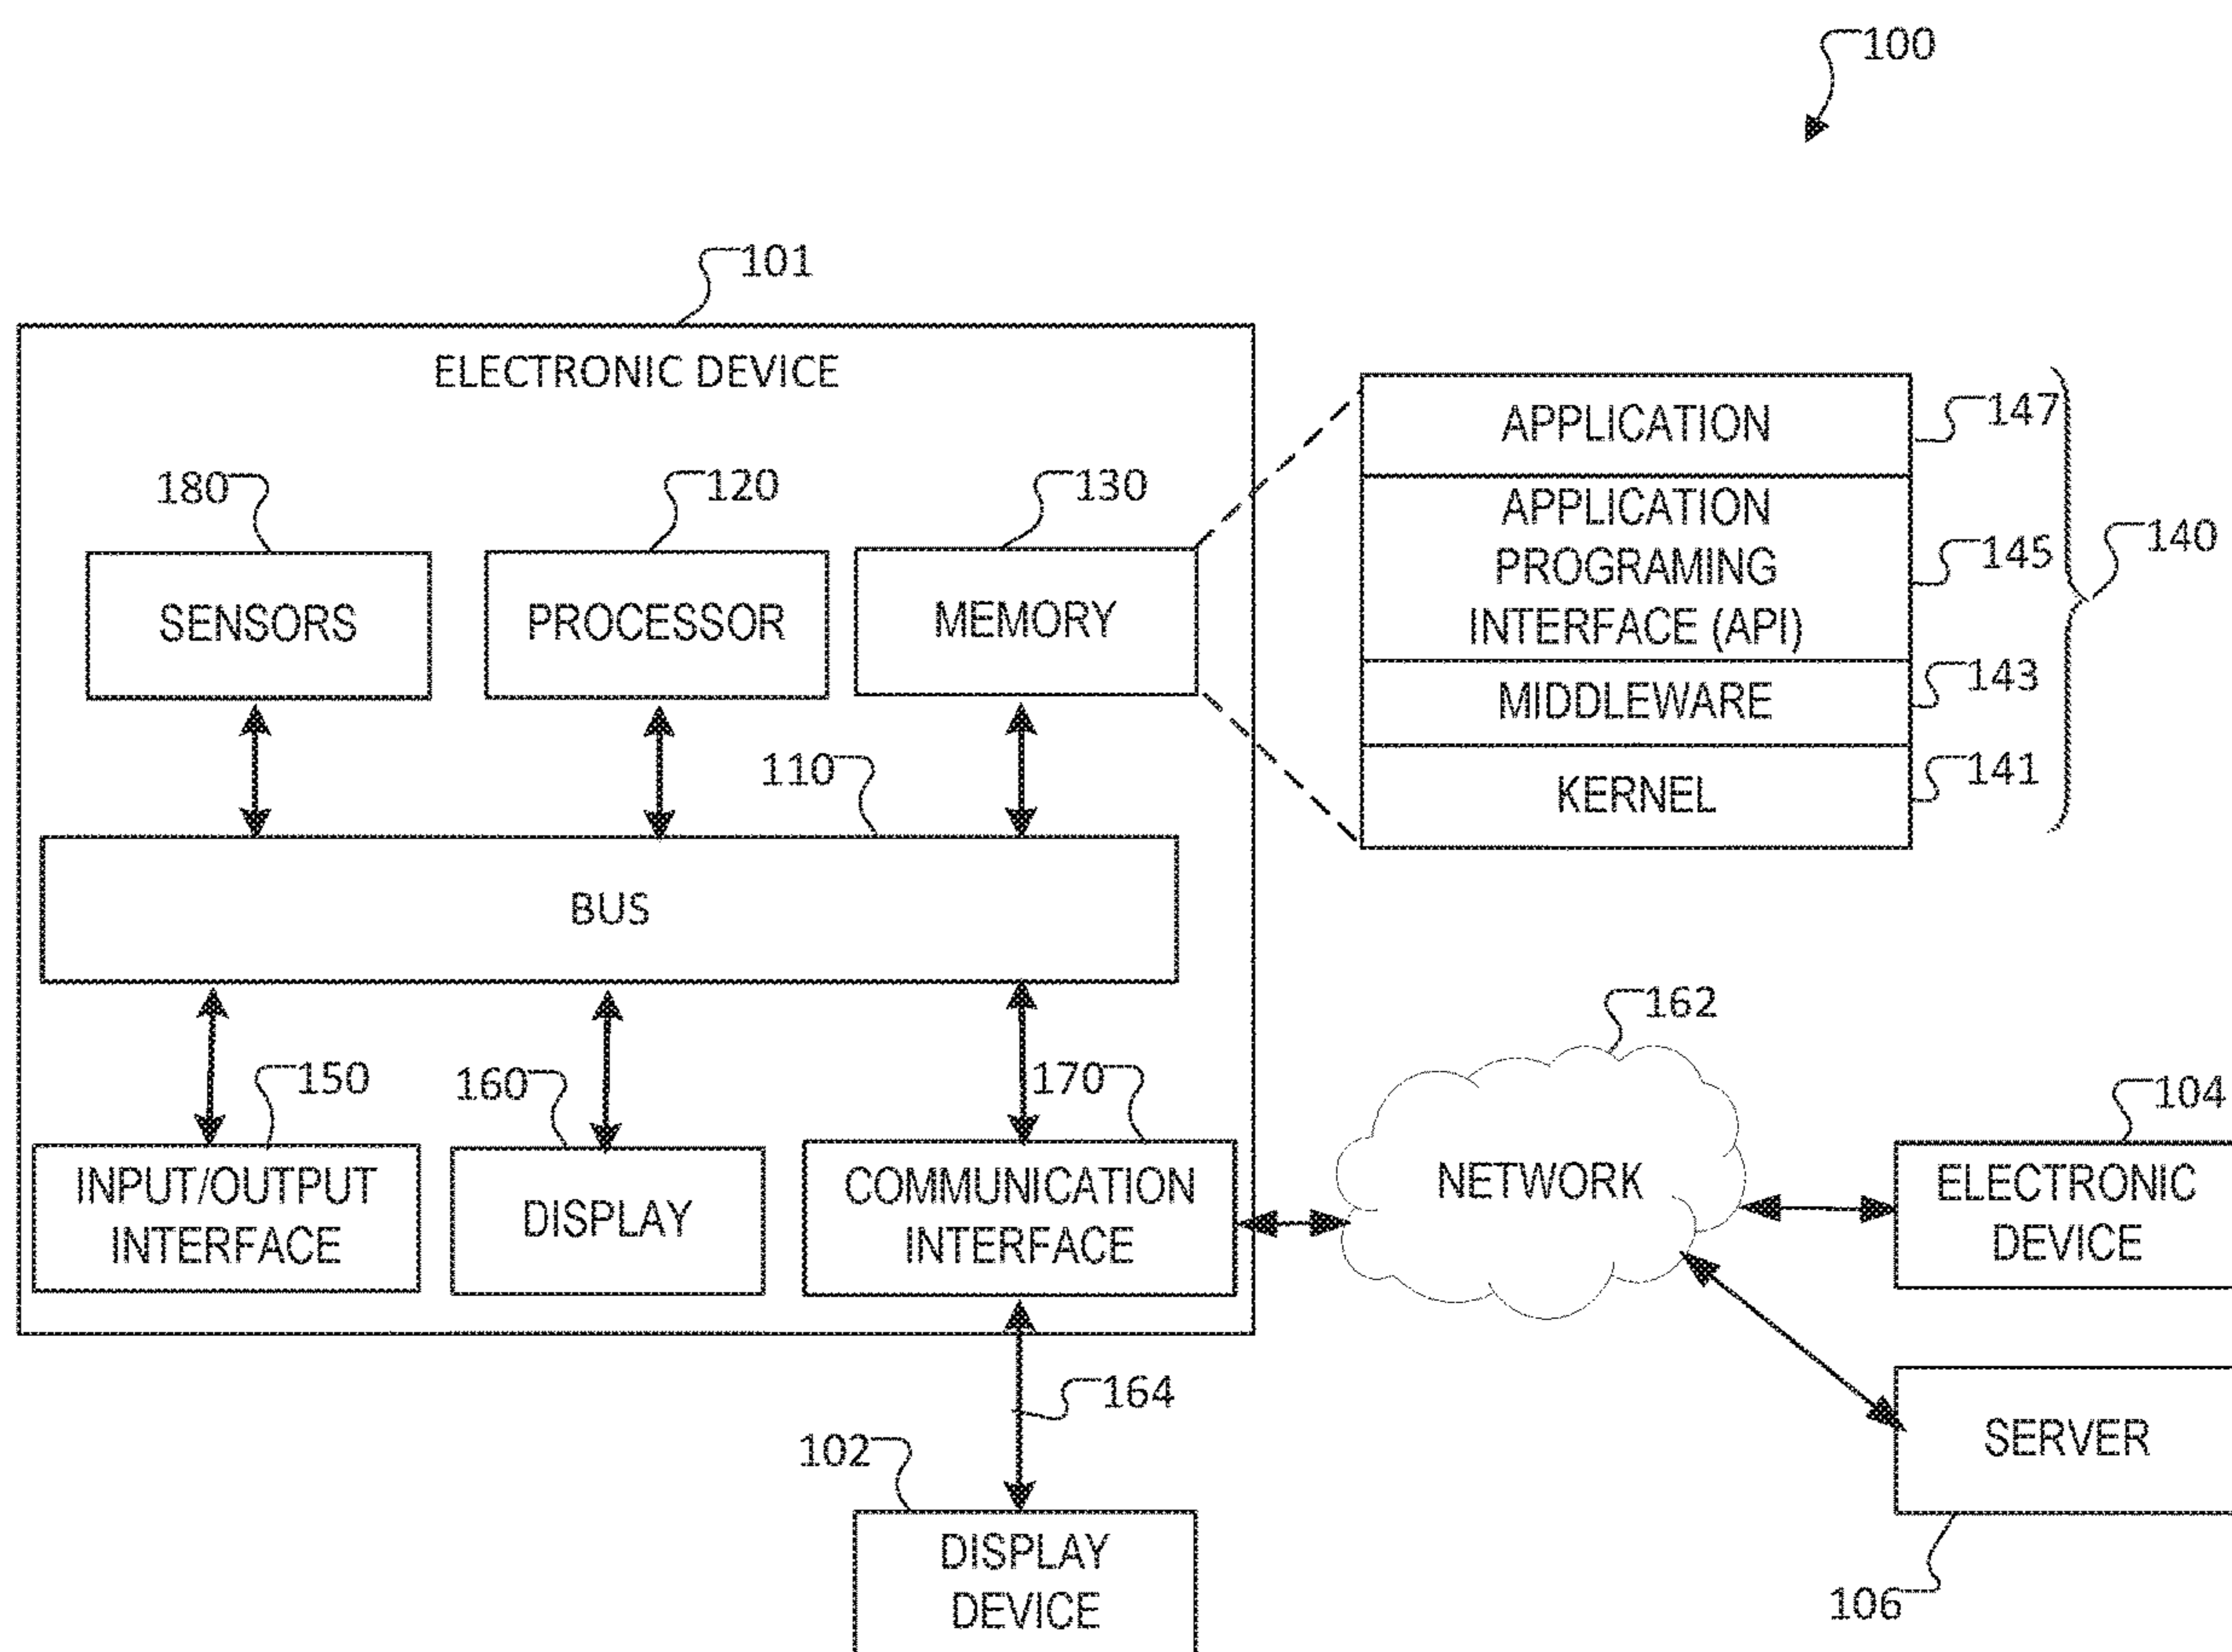 100
101
ELECTRONIC DEVICE
180
120
130
SENSORS
PROCESSOR
MEMORY
110
BUS
150
160
170
INPUT/OUTPUT
INTERFACE
DISPLAY
COMMUNICATION
INTERFACE
APPLICATION
147
APPLICATION
PROGRAMING
INTERFACE (API)
145
MIDDLEWARE
143
KERNEL
141
140
162
NETWORK
104
ELECTRONIC
DEVICE
SERVER
106
164
102
DISPLAY
DEVICE